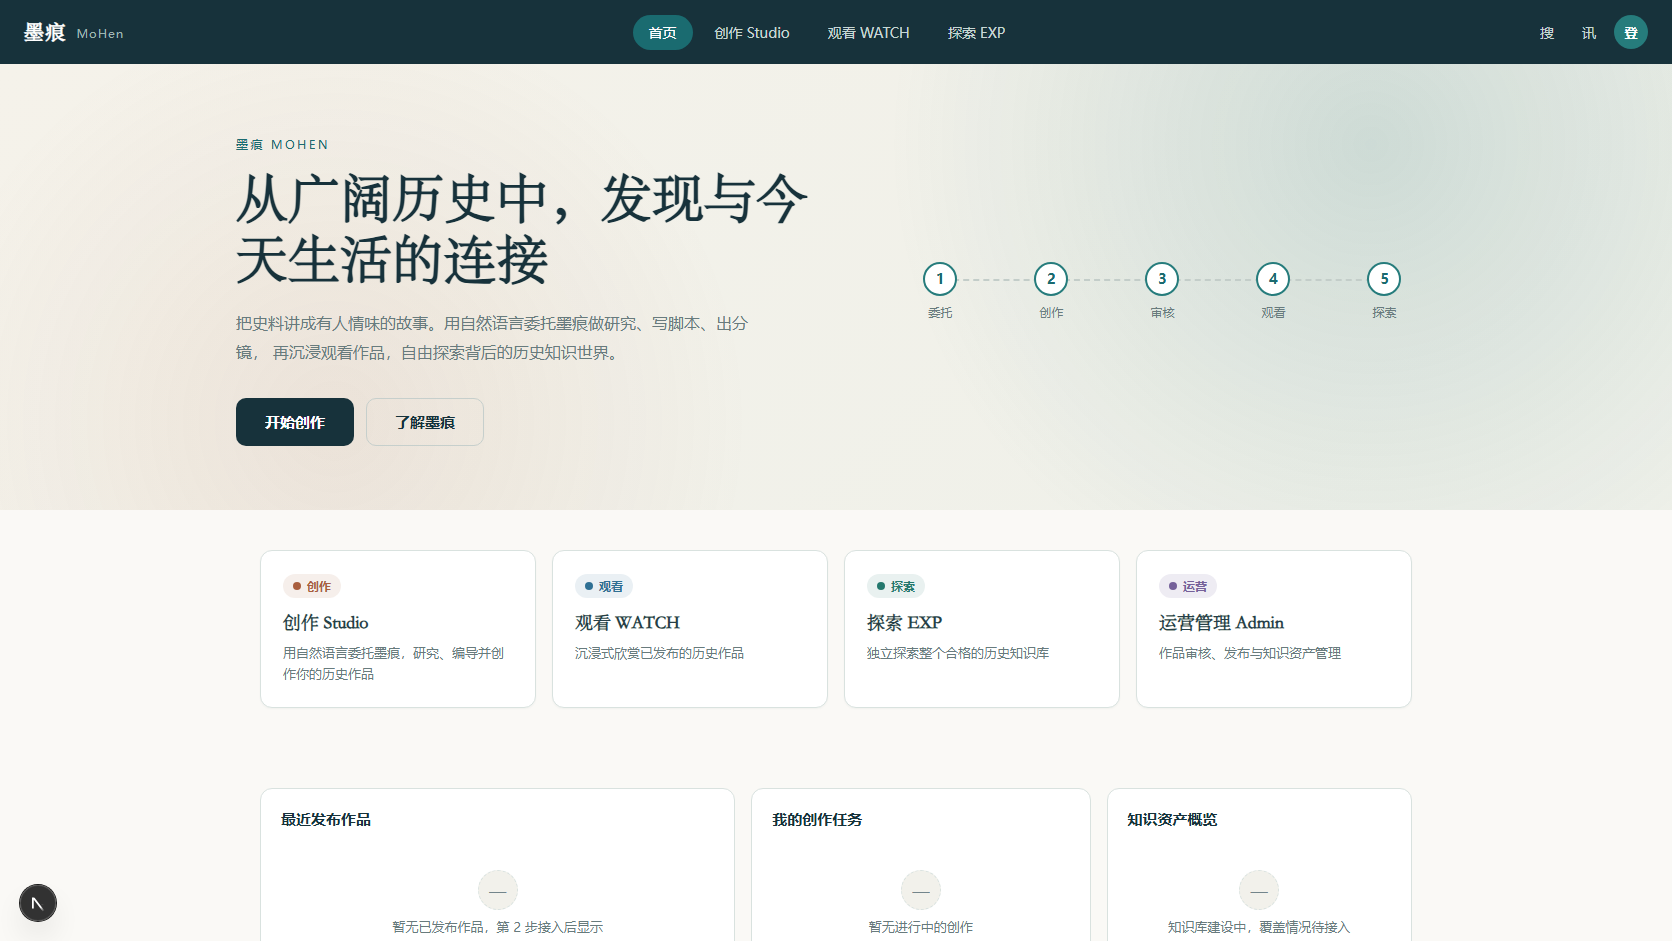 墨痕 MoHen
首页 创作 Studio 观看 WATCH 探索 EXP
搜 讯 登
墨痕 MOHEN
从广阔历史中，发现与今
天生活的连接
把史料讲成有人情味的故事。用自然语言委托墨痕做研究、写脚本、出分
镜， 再沉浸观看作品，自由探索背后的历史知识世界。
开始创作 了解墨痕
1 2 3 4 5
委托 创作 审核 观看 探索
创作
创作 Studio
用自然语言委托墨痕，研究、编导并创
作你的历史作品
观看
观看 WATCH
沉浸式欣赏已发布的历史作品
探索
探索 EXP
独立探索整个合格的历史知识库
运营
运营管理 Admin
作品审核、发布与知识资产管理
最近发布作品
—
暂无已发布作品，第 2 步接入后显示
我的创作任务
—
暂无进行中的创作
知识资产概览
—
知识库建设中，覆盖情况待接入